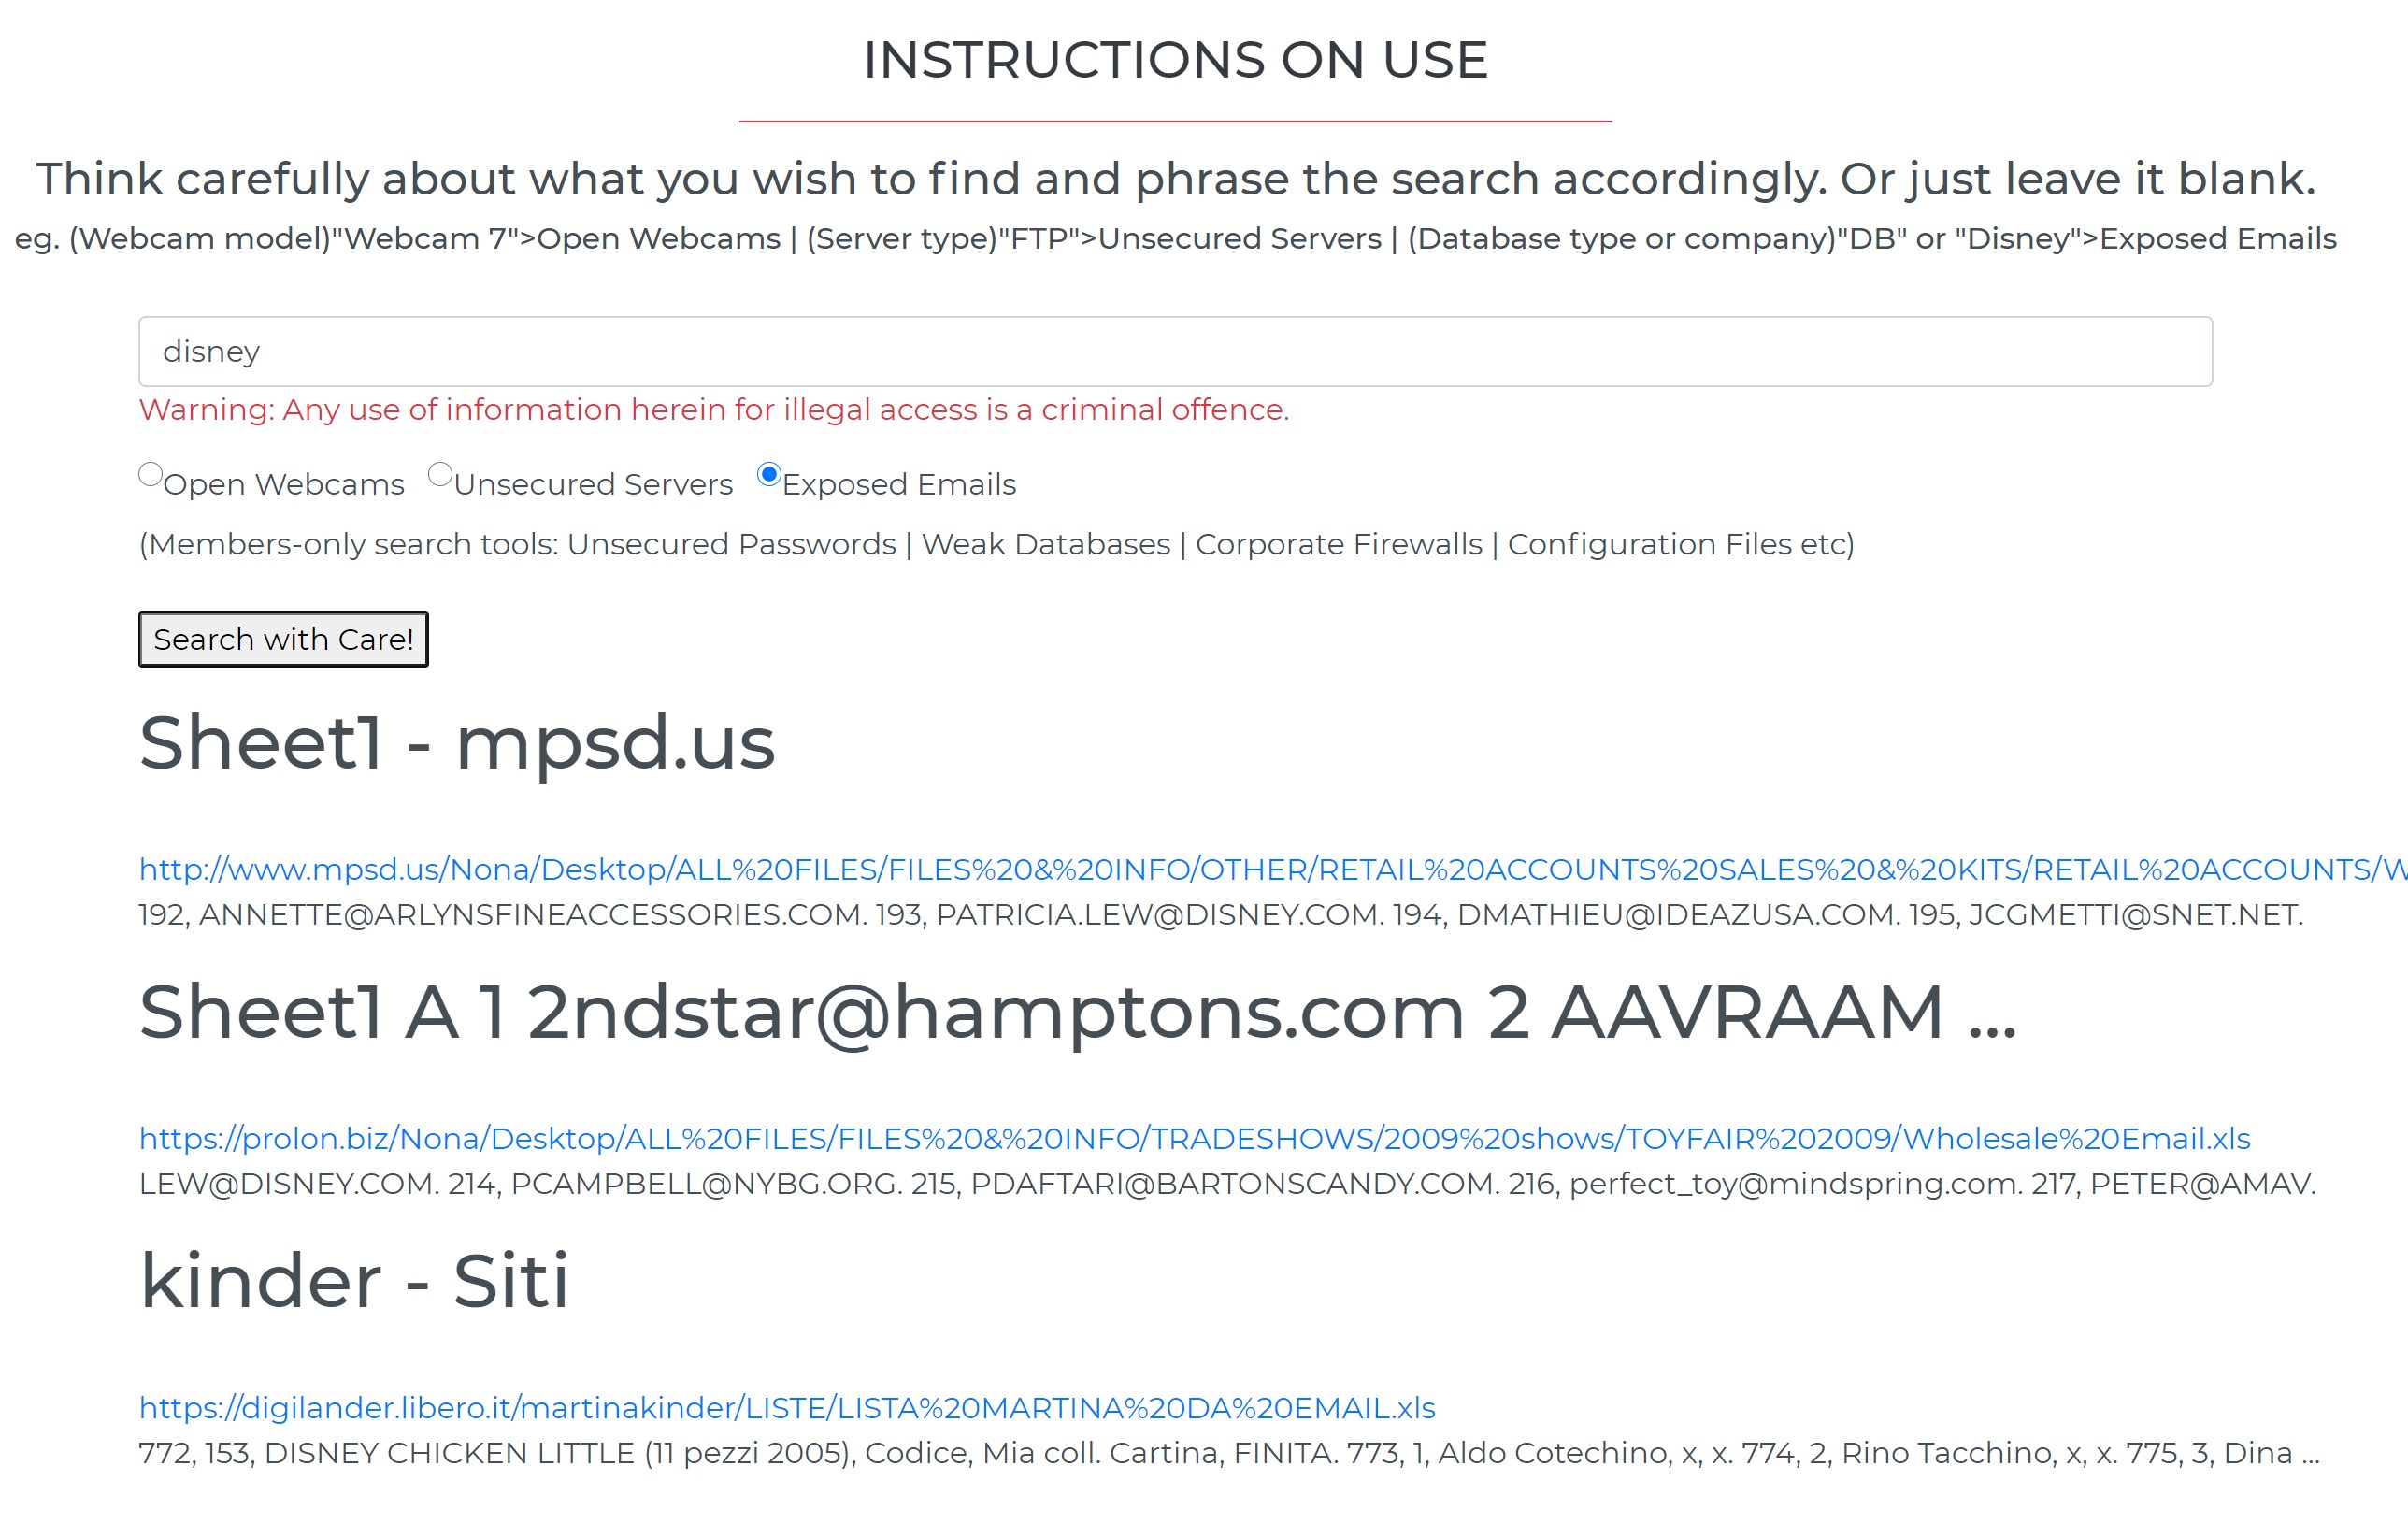 INSTRUCTIONS ON USE
Think carefully about what you wish to find and phrase the search accordingly. Or just leave it blank.
eg. (Webcam model)"Webcam 7">Open Webcams | (Server type)"FTP">Unsecured Servers | (Database type or company)"DB" or "Disney">Exposed Emails
disney
Warning: Any use of information herein for illegal access is a criminal offence.
Open Webcams Unsecured Servers Exposed Emails
(Members-only search tools: Unsecured Passwords | Weak Databases | Corporate Firewalls | Configuration Files etc)
Search with Care!
Sheet1 - mpsd.us
http://www.mpsd.us/Nona/Desktop/ALL%20FILES/FILES%20&%20INFO/OTHER/RETAIL%20ACCOUNTS%20SALES%20&%20KITS/RETAIL%20ACCOUNTS/W
192, ANNETTE@ARLYNSFINEACCESSORIES.COM. 193, PATRICIA.LEW@DISNEY.COM. 194, DMATHIEU@IDEAZUSA.COM. 195, JCGMETTI@SNET.NET.
Sheet1 A 1 2ndstar@hamptons.com 2 AAVRAAM ...
https://prolon.biz/Nona/Desktop/ALL%20FILES/FILES%20&%20INFO/TRADESHOWS/2009%20shows/TOYFAIR%202009/Wholesale%20Email.xls
LEW@DISNEY.COM. 214, PCAMPBELL@NYBG.ORG. 215, PDAFTARI@BARTONSCANDY.COM. 216, perfect_toy@mindspring.com. 217, PETER@AMAV.
kinder - Siti
https://digilander.libero.it/martinakinder/LISTE/LISTA%20MARTINA%20DA%20EMAIL.xls
772, 153, DISNEY CHICKEN LITTLE (11 pezzi 2005), Codice, Mia coll. Cartina, FINITA. 773, 1, Aldo Cotechino, x, x. 774, 2, Rino Tacchino, x, x. 775, 3, Dina ...